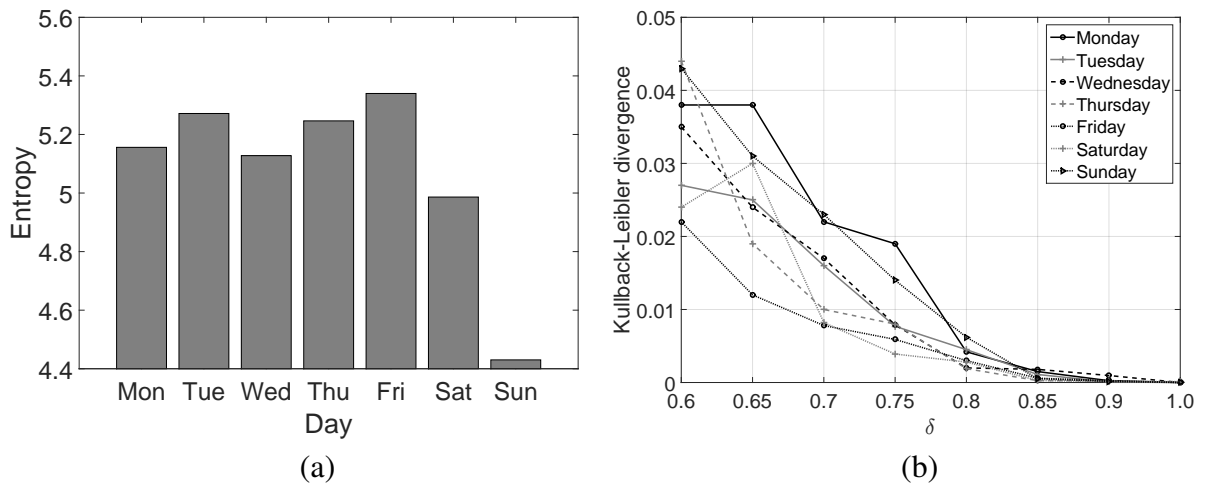 5.6
5.4
5.2
5
4.8
4.6
4.4
Entropy
Mon Tue Wed Thu Fri Sat Sun
Day
(a)
0.05
0.04
0.03
0.02
0.01
0
Kullback-Leibler divergence
Monday
Tuesday
Wednesday
Thursday
Friday
Saturday
Sunday
0.6 0.65 0.7 0.75 0.8 0.85 0.9 1.0
δ
(b)